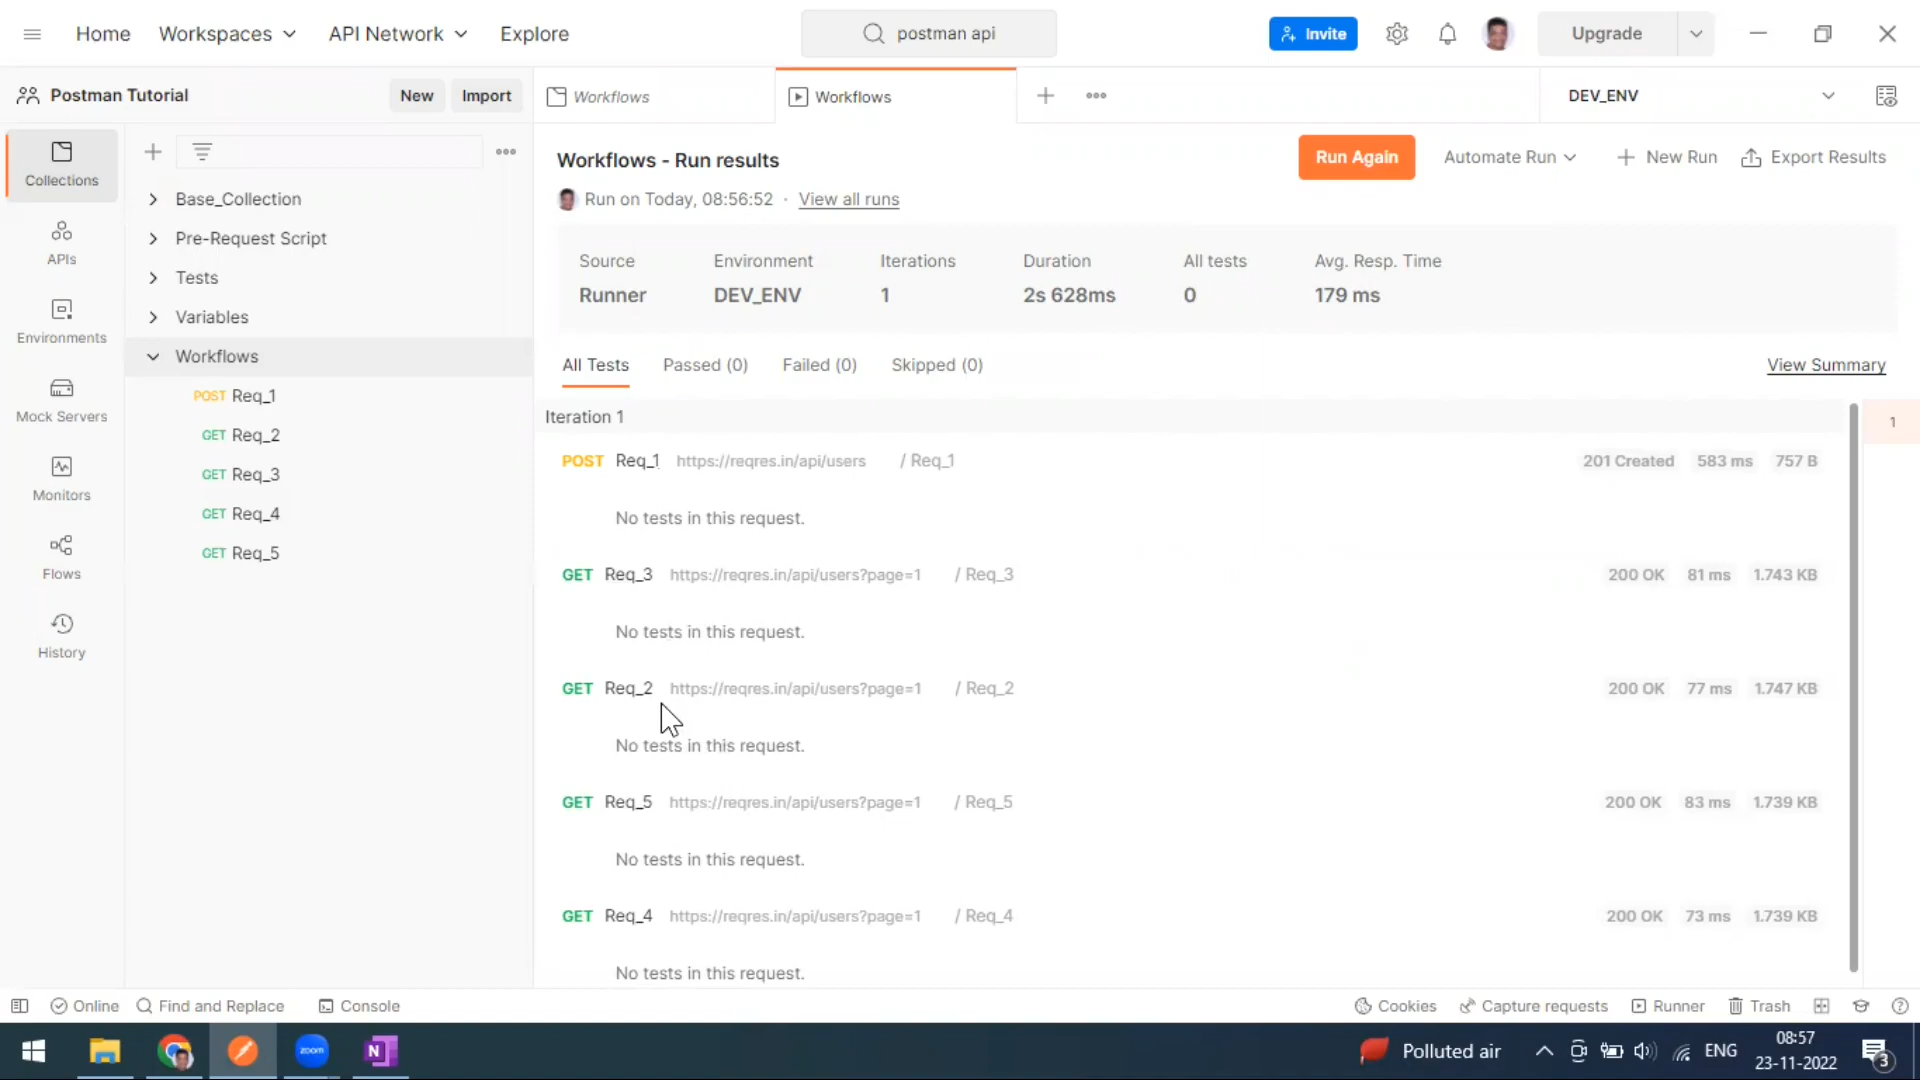 Home Workspaces API Network Explore
postman api
Invite
Upgrade
Postman Tutorial
New
Import
Workflows
Workflows
DEV_ENV
Collections
APIs
Environments
Mock Servers
Monitors
Flows
History
Base_Collection
Pre-Request Script
Tests
Variables
Workflows
POST Req_1
GET Req_2
GET Req_3
GET Req_4
GET Req_5
Workflows - Run results
Run Again
Automate Run
New Run
Export Results
Run on Today, 08:56:52 · View all runs
Source Environment Iterations Duration All tests Avg. Resp. Time
Runner DEV_ENV 1 2s 628ms 0 179 ms
All Tests Passed (0) Failed (0) Skipped (0) View Summary
Iteration 1
1
POST Req_1 https://reqres.in/api/users / Req_1 201 Created 583 ms 757 B
No tests in this request.
GET Req_3 https://reqres.in/api/users?page=1 / Req_3 200 OK 81 ms 1.743 KB
No tests in this request.
GET Req_2 https://reqres.in/api/users?page=1 / Req_2 200 OK 77 ms 1.747 KB
No tests in this request.
GET Req_5 https://reqres.in/api/users?page=1 / Req_5 200 OK 83 ms 1.739 KB
No tests in this request.
GET Req_4 https://reqres.in/api/users?page=1 / Req_4 200 OK 73 ms 1.739 KB
No tests in this request.
Online Find and Replace Console Cookies Capture requests Runner Trash
zoom
N
Polluted air
ENG
08:57
23-11-2022
3